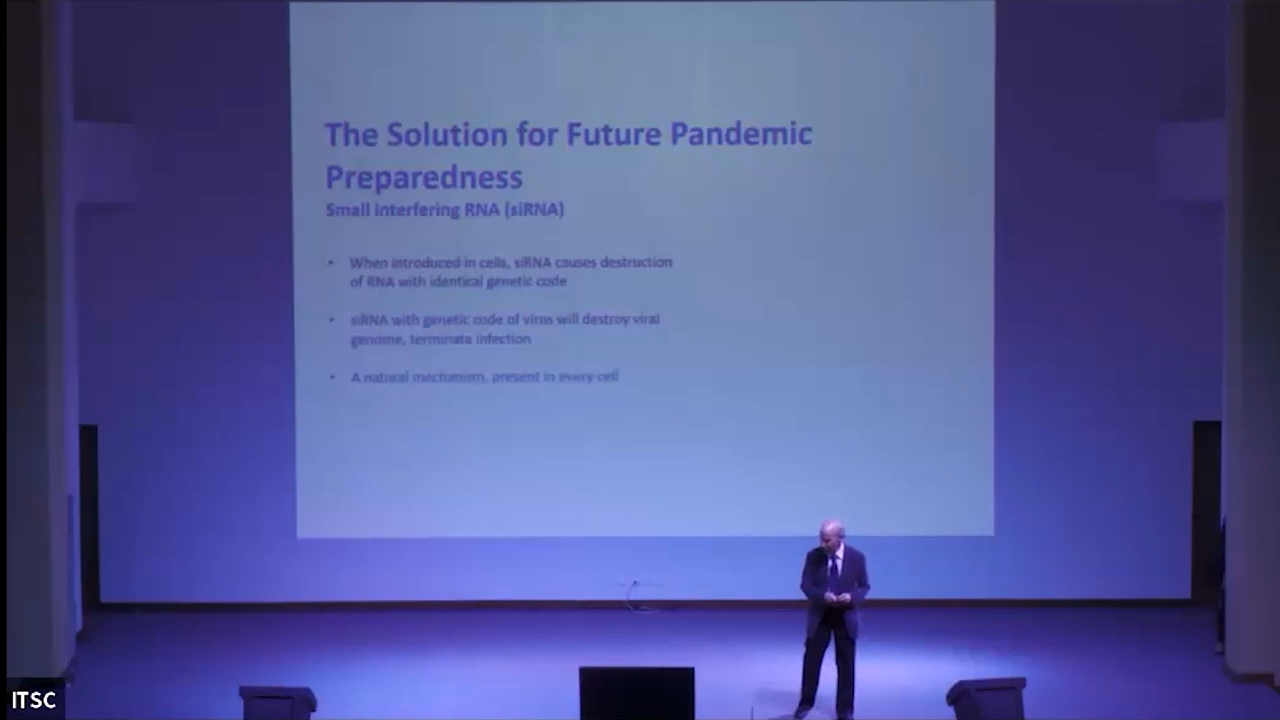 The Solution for Future Pandemic
Preparedness
Small interfering RNA (siRNA)
• When introduced in cells, siRNA causes destruction
of RNA with identical genetic code
• siRNA with genetic code of virus will destroy viral
genome, terminate infection
• A natural mechanism, present in every cell
ITSC